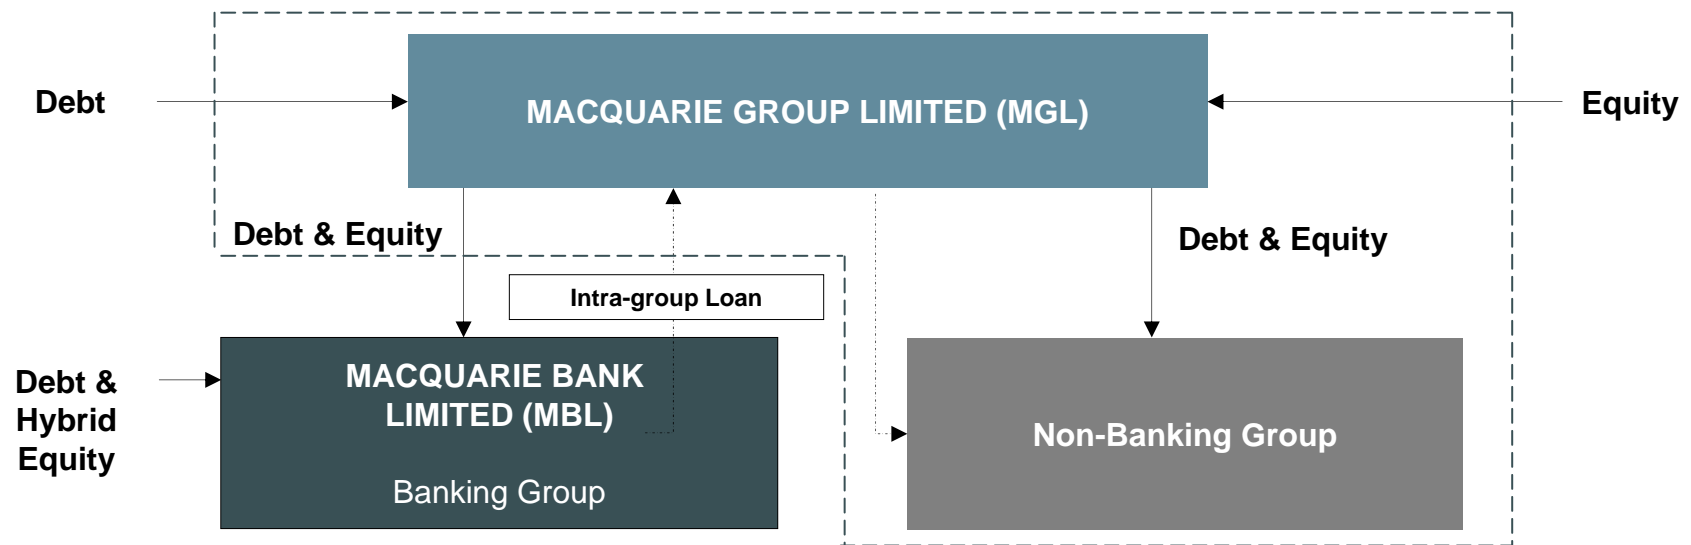 Debt
MACQUARIE GROUP LIMITED (MGL)
Equity
Debt & Equity
Debt & Equity
Intra-group Loan
Debt &
Hybrid
Equity
MACQUARIE BANK
LIMITED (MBL)
Banking Group
Non-Banking Group